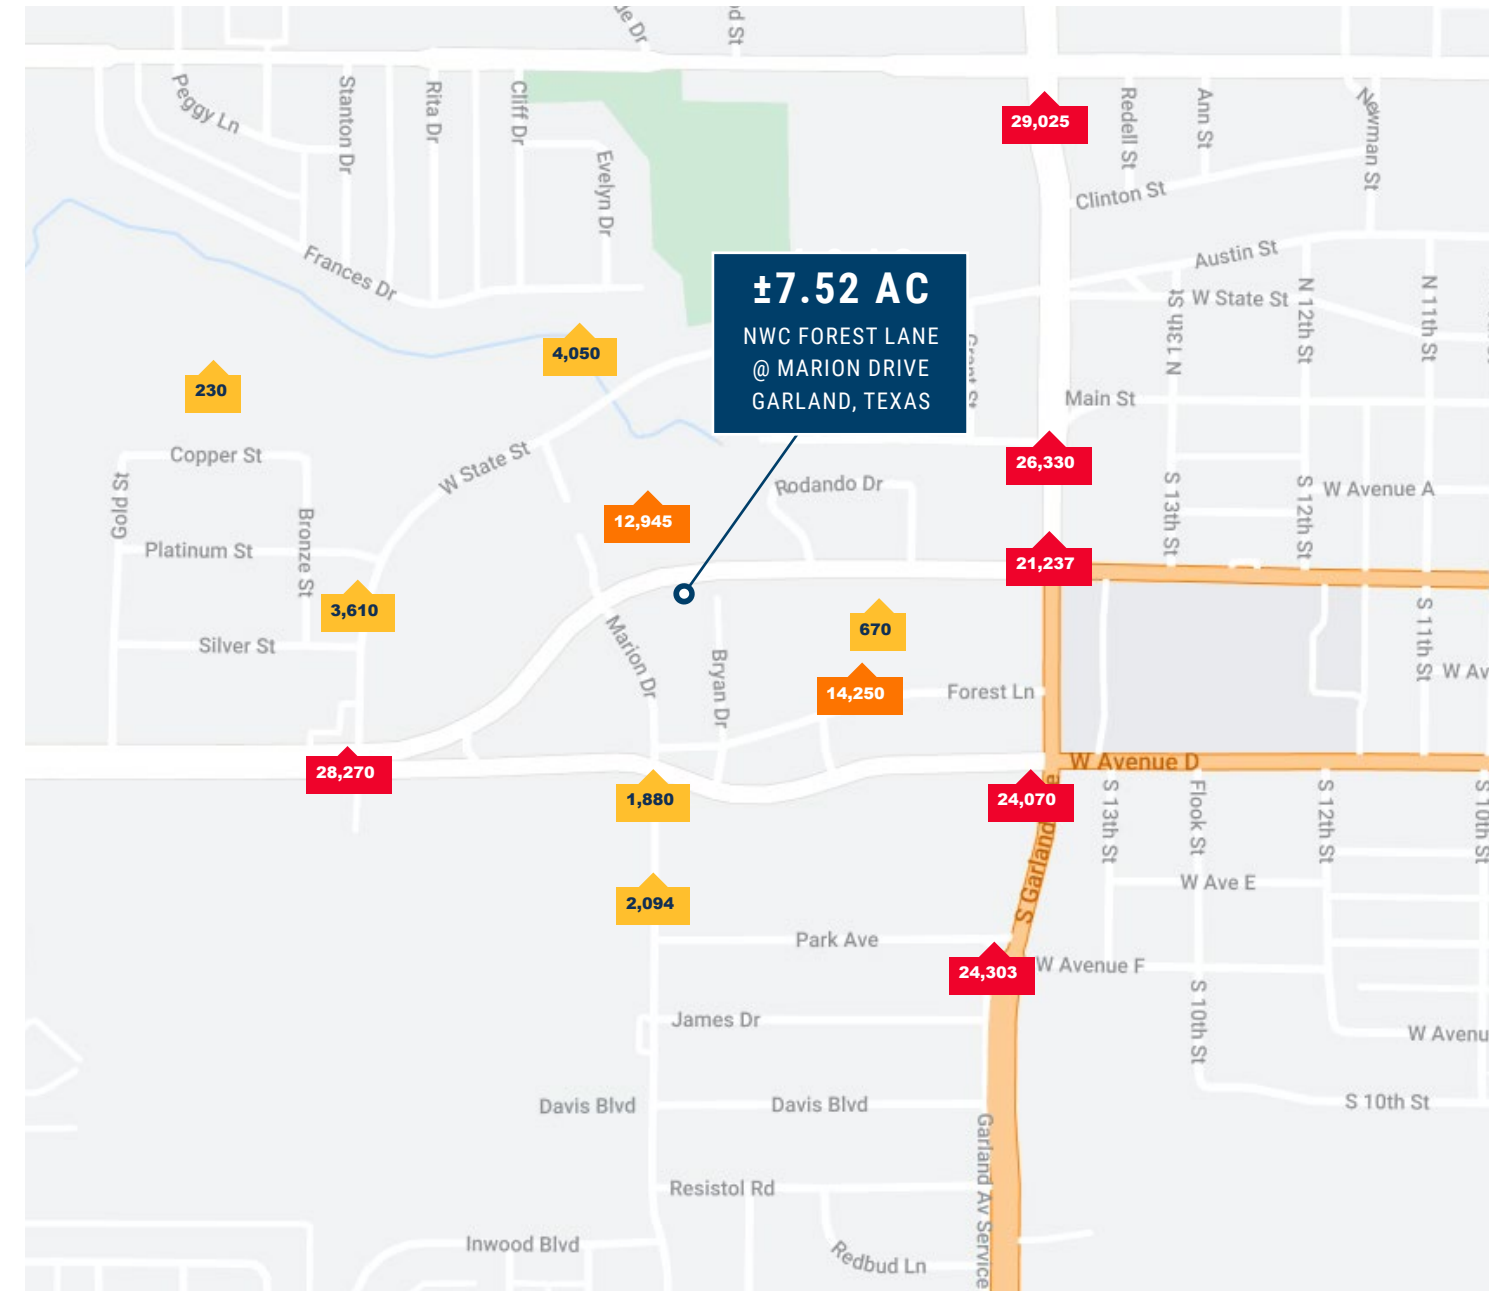 Peggy Ln
Stanton Dr
Rita Dr
Cliff Dr
Evelyn Dr
Frances Dr
29,025
Redell St
Ann St
Newman St
Clinton St
Austin St
W State St
N 13th St
N 12th St
N 11th St
±7.52 AC
NWC FOREST LANE
@ MARION DRIVE
GARLAND, TEXAS
Grant St
Main St
4,050
230
Copper St
W State St
Gold St
Bronze St
Platinum St
Silver St
3,610
12,945
Rodando Dr
26,330
21,237
S 13th St
S 12th St
W Avenue A
S 11th St
W Av
670
14,250
Forest Ln
Marion Dr
Bryan Dr
28,270
1,880
24,070
W Avenue D
S Garland
S 13th St
Flook St
S 12th St
S 10th St
W Ave E
2,094
Park Ave
24,303
W Avenue F
S 10th St
W Avenu
James Dr
Davis Blvd
Davis Blvd
S 10th St
Garland Av Service
Resistol Rd
Inwood Blvd
Redbud Ln